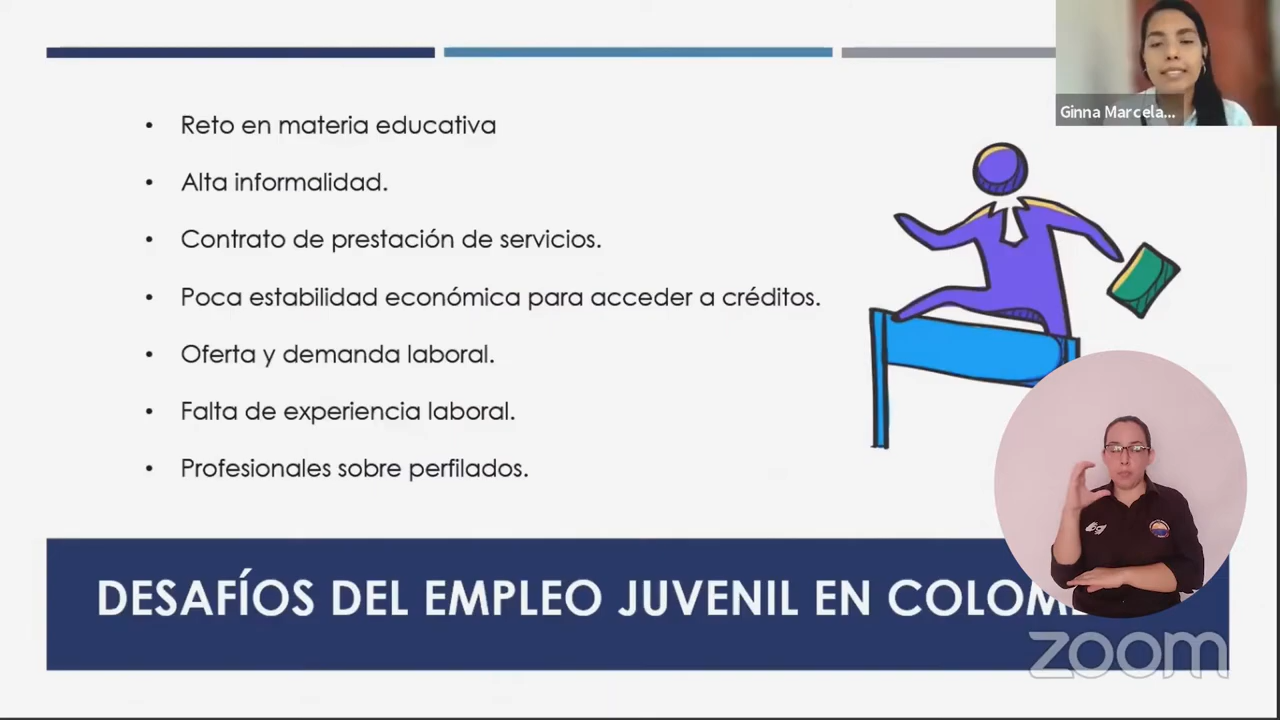 Ginna Marcela...
• Reto en materia educativa
• Alta informalidad.
• Contrato de prestación de servicios.
• Poca estabilidad económica para acceder a créditos.
• Oferta y demanda laboral.
• Falta de experiencia laboral.
• Profesionales sobre perfilados.
DESAFÍOS DEL EMPLEO JUVENIL EN
zoom